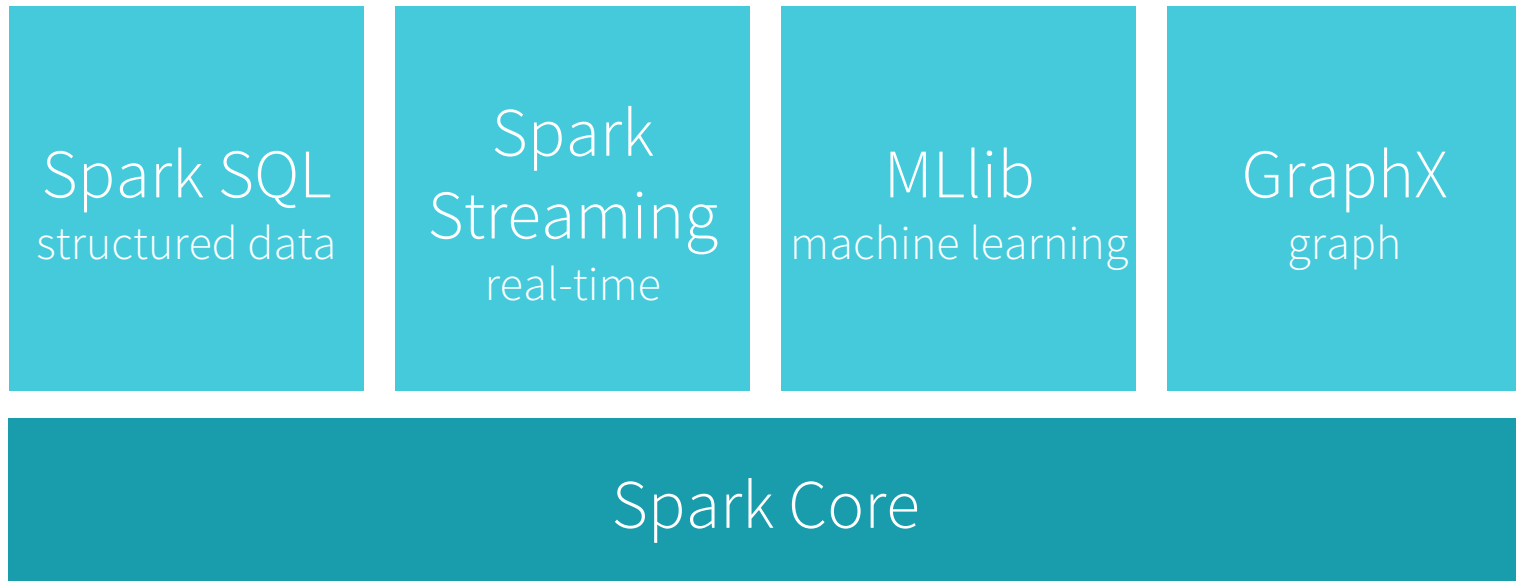 Spark SQL
structured data
Spark
Streaming
real-time
MLlib
machine learning
GraphX
graph
Spark Core